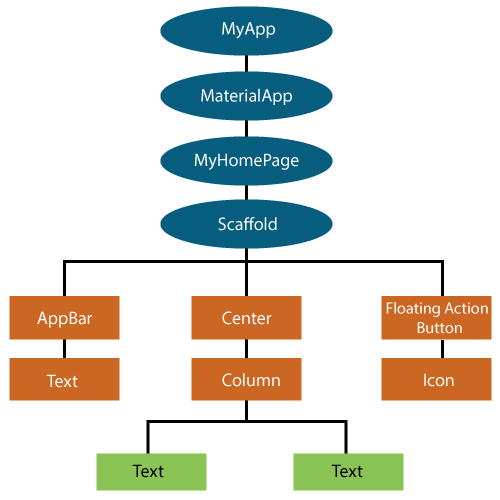 MyApp
MaterialApp
MyHomePage
Scaffold
AppBar
Center
Floating Action
Button
Text
Column
Icon
Text
Text